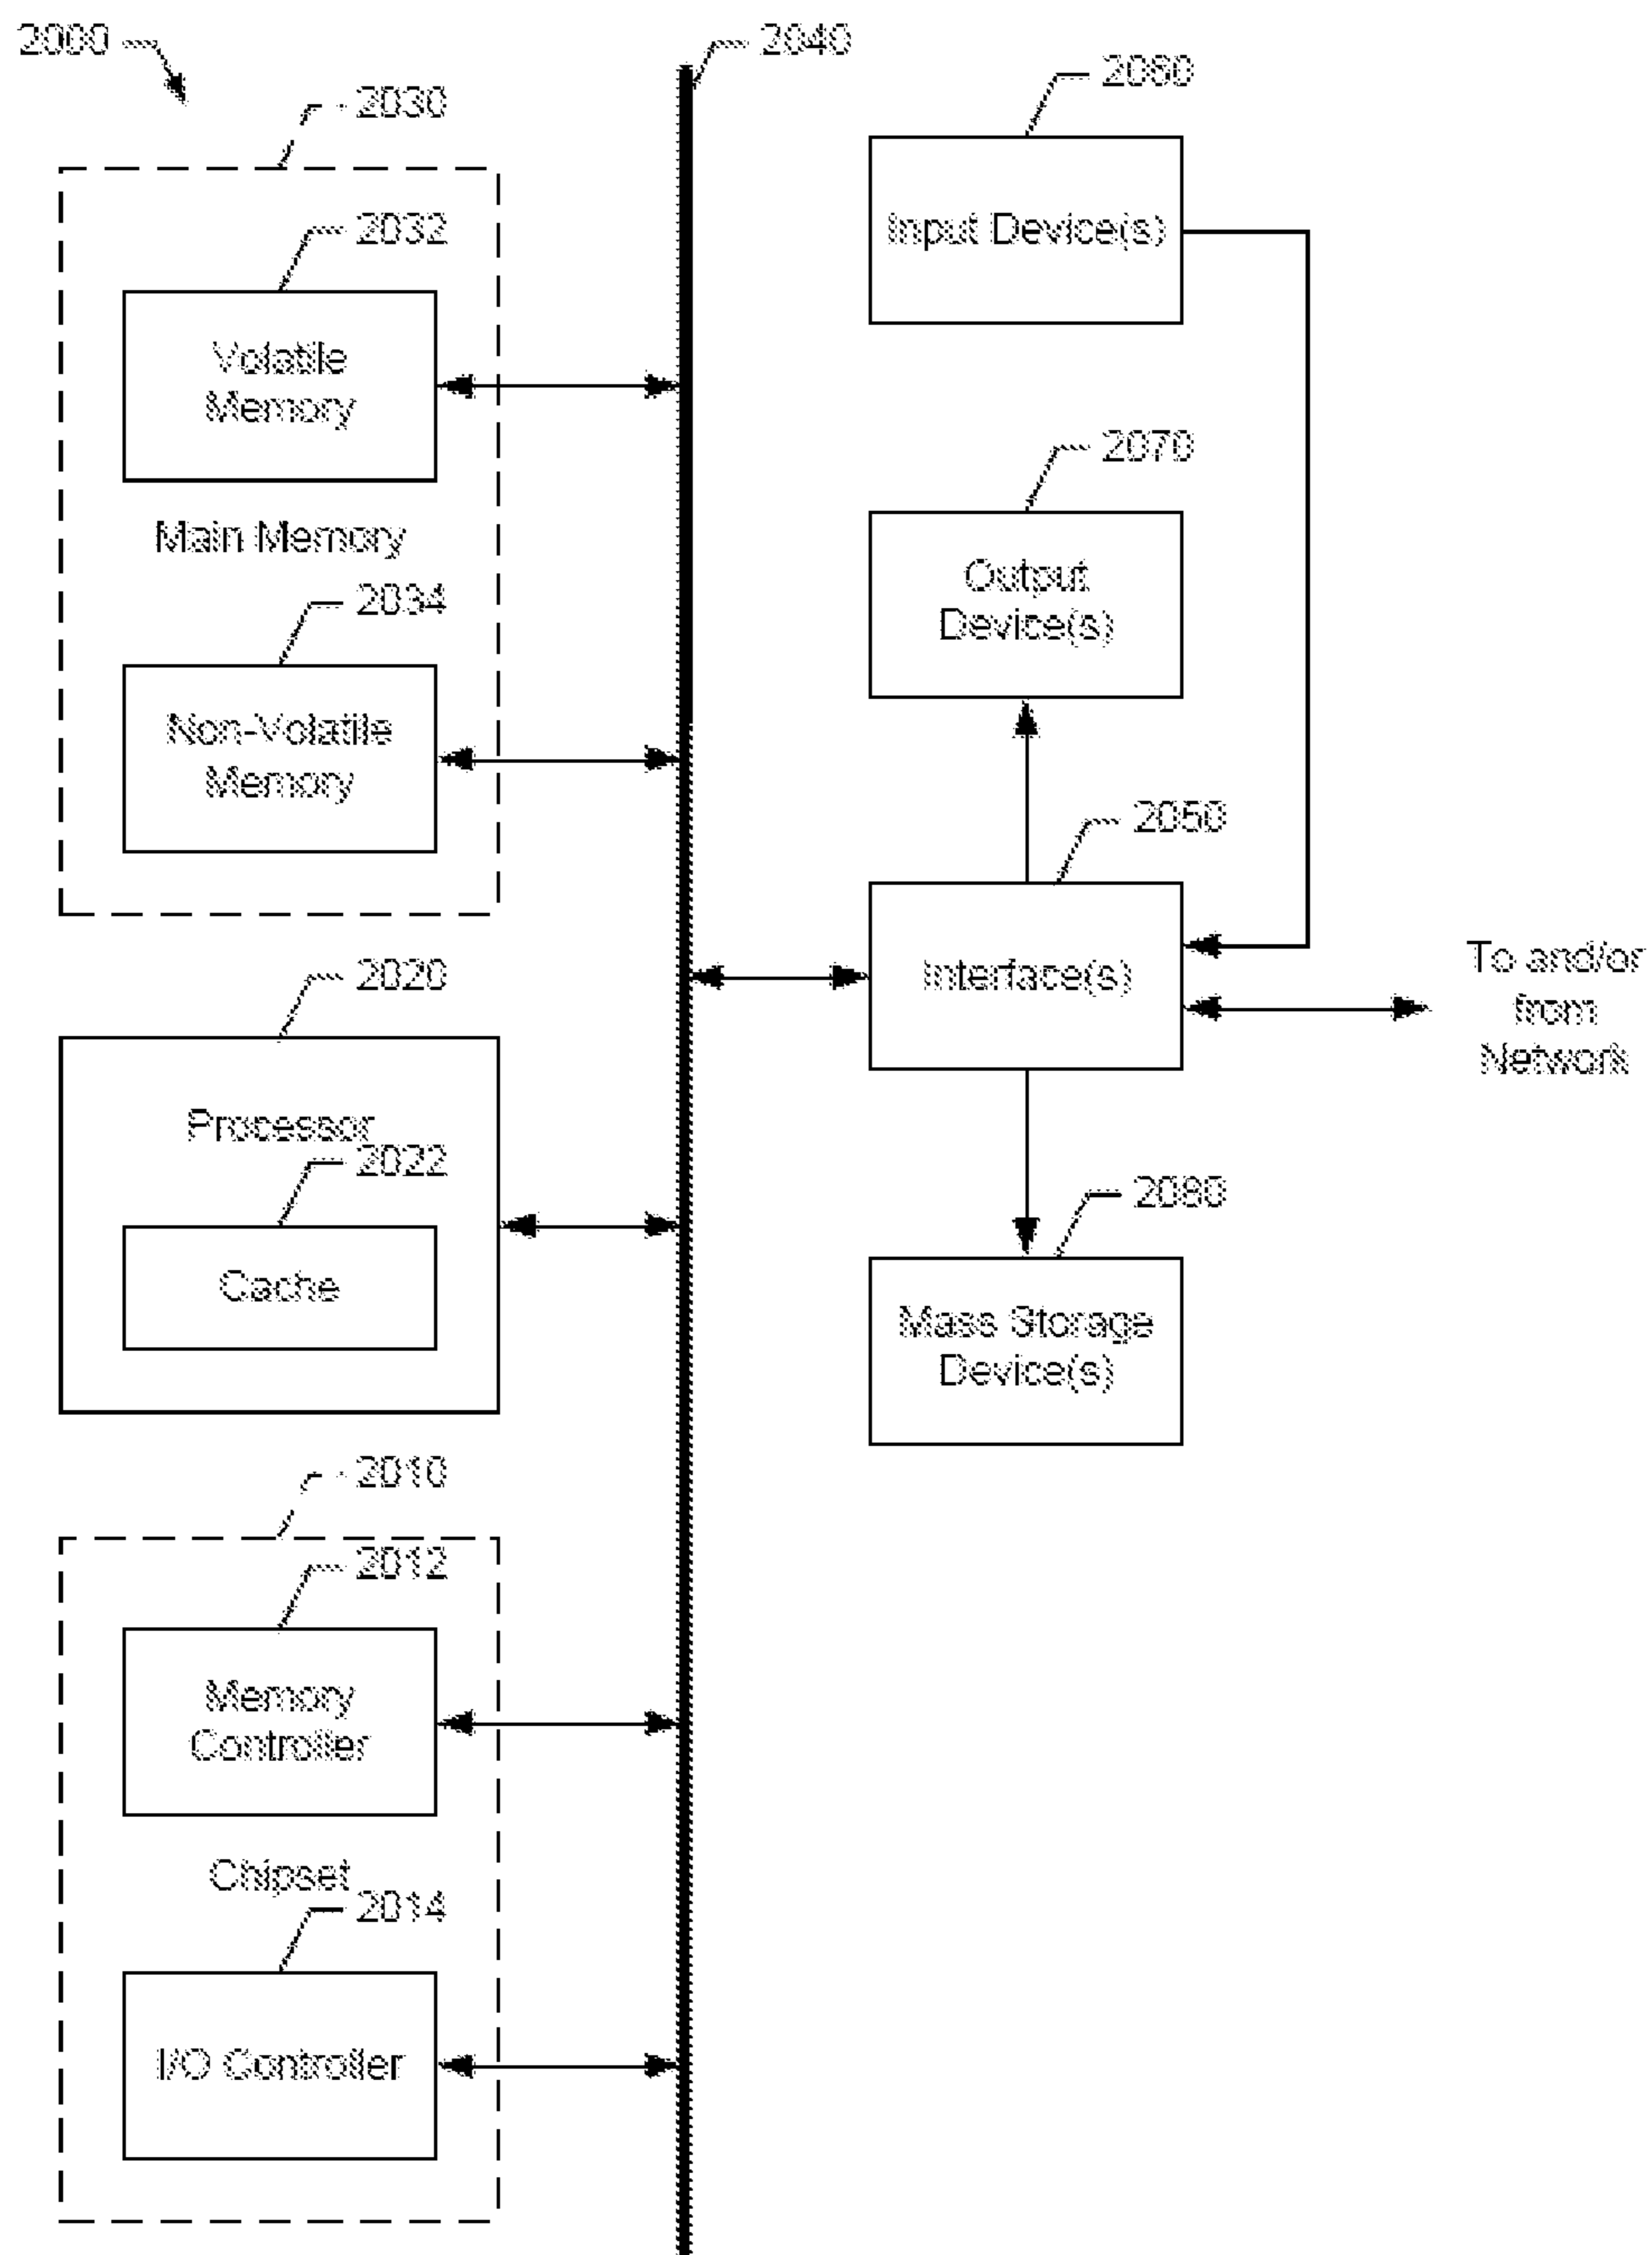 2000
2040
2030
2032
Volatile
Memory
Main Memory
2034
Non-Volatile
Memory
2020
Processor
2022
Cache
2010
2012
Memory
Controller
Chipset
2014
I/O Controller
2060
Input Device(s)
2070
Output
Device(s)
2050
Interface(s)
To and/or
from
Network
2080
Mass Storage
Device(s)